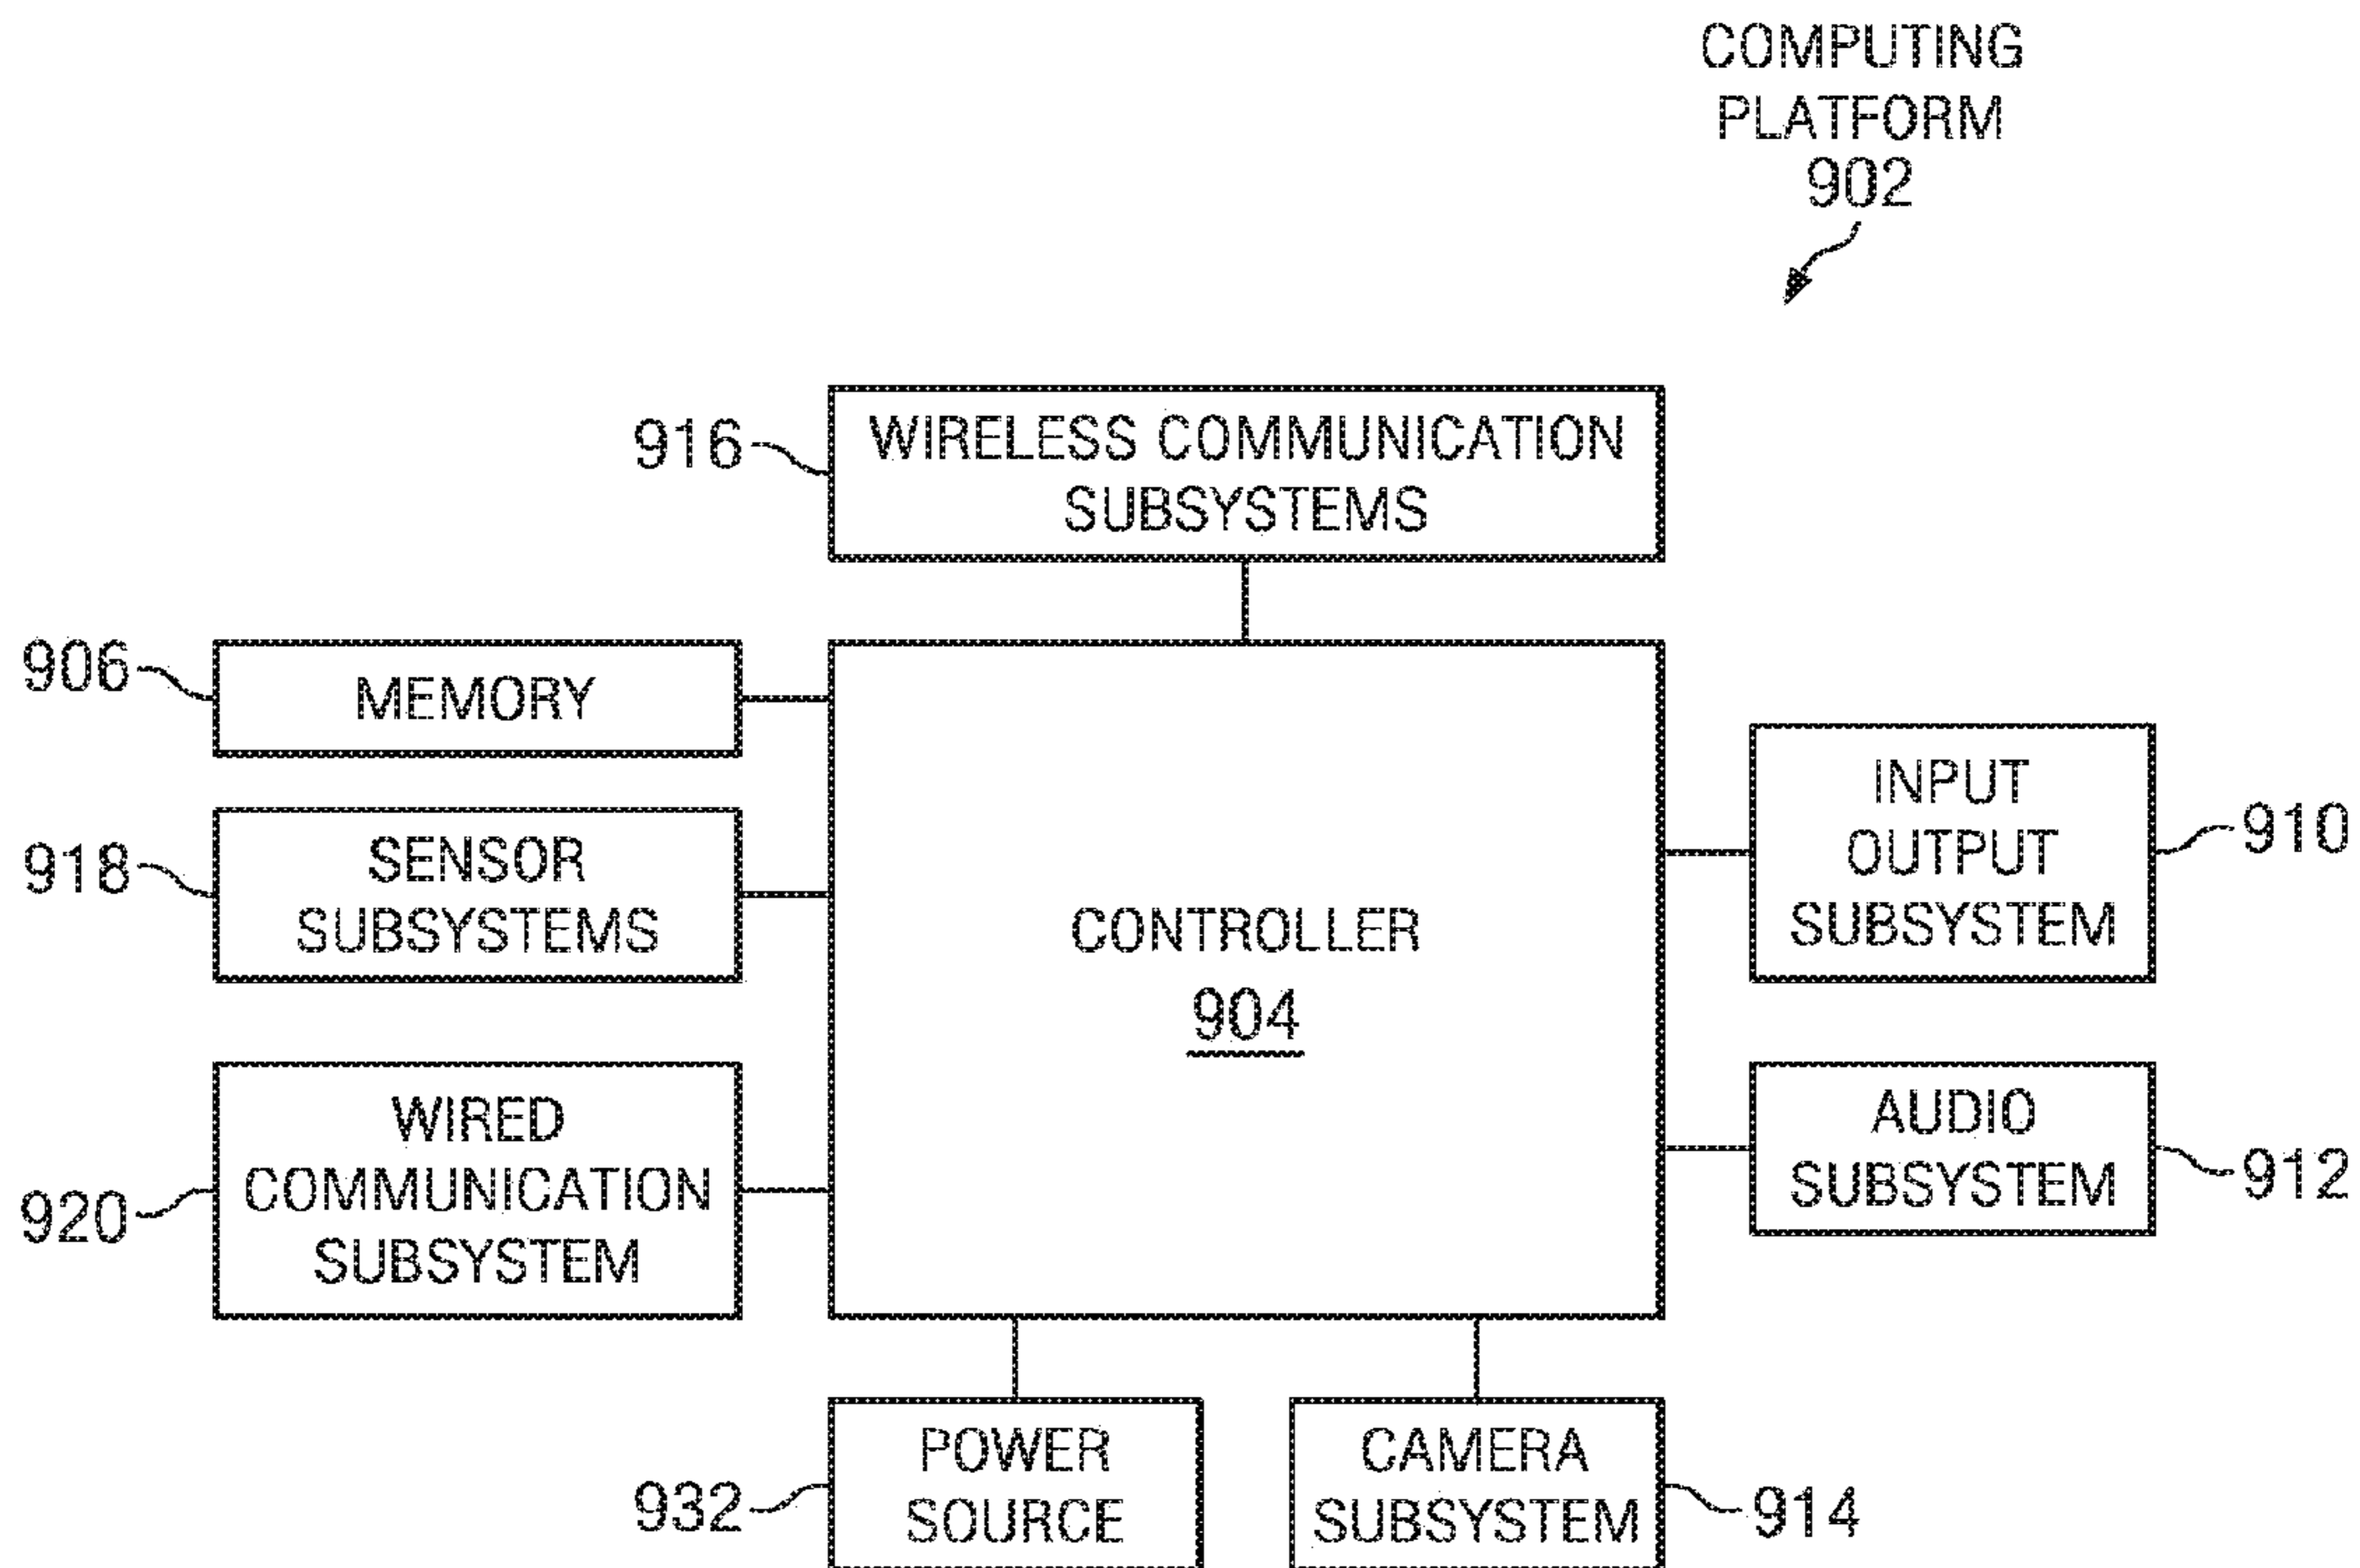 COMPUTING
PLATFORM
902
916
WIRELESS COMMUNICATION
SUBSYSTEMS
906
MEMORY
918
SENSOR
SUBSYSTEMS
920
WIRED
COMMUNICATION
SUBSYSTEM
CONTROLLER
904
INPUT
OUTPUT
SUBSYSTEM
910
AUDIO
SUBSYSTEM
912
932
POWER
SOURCE
CAMERA
SUBSYSTEM
914